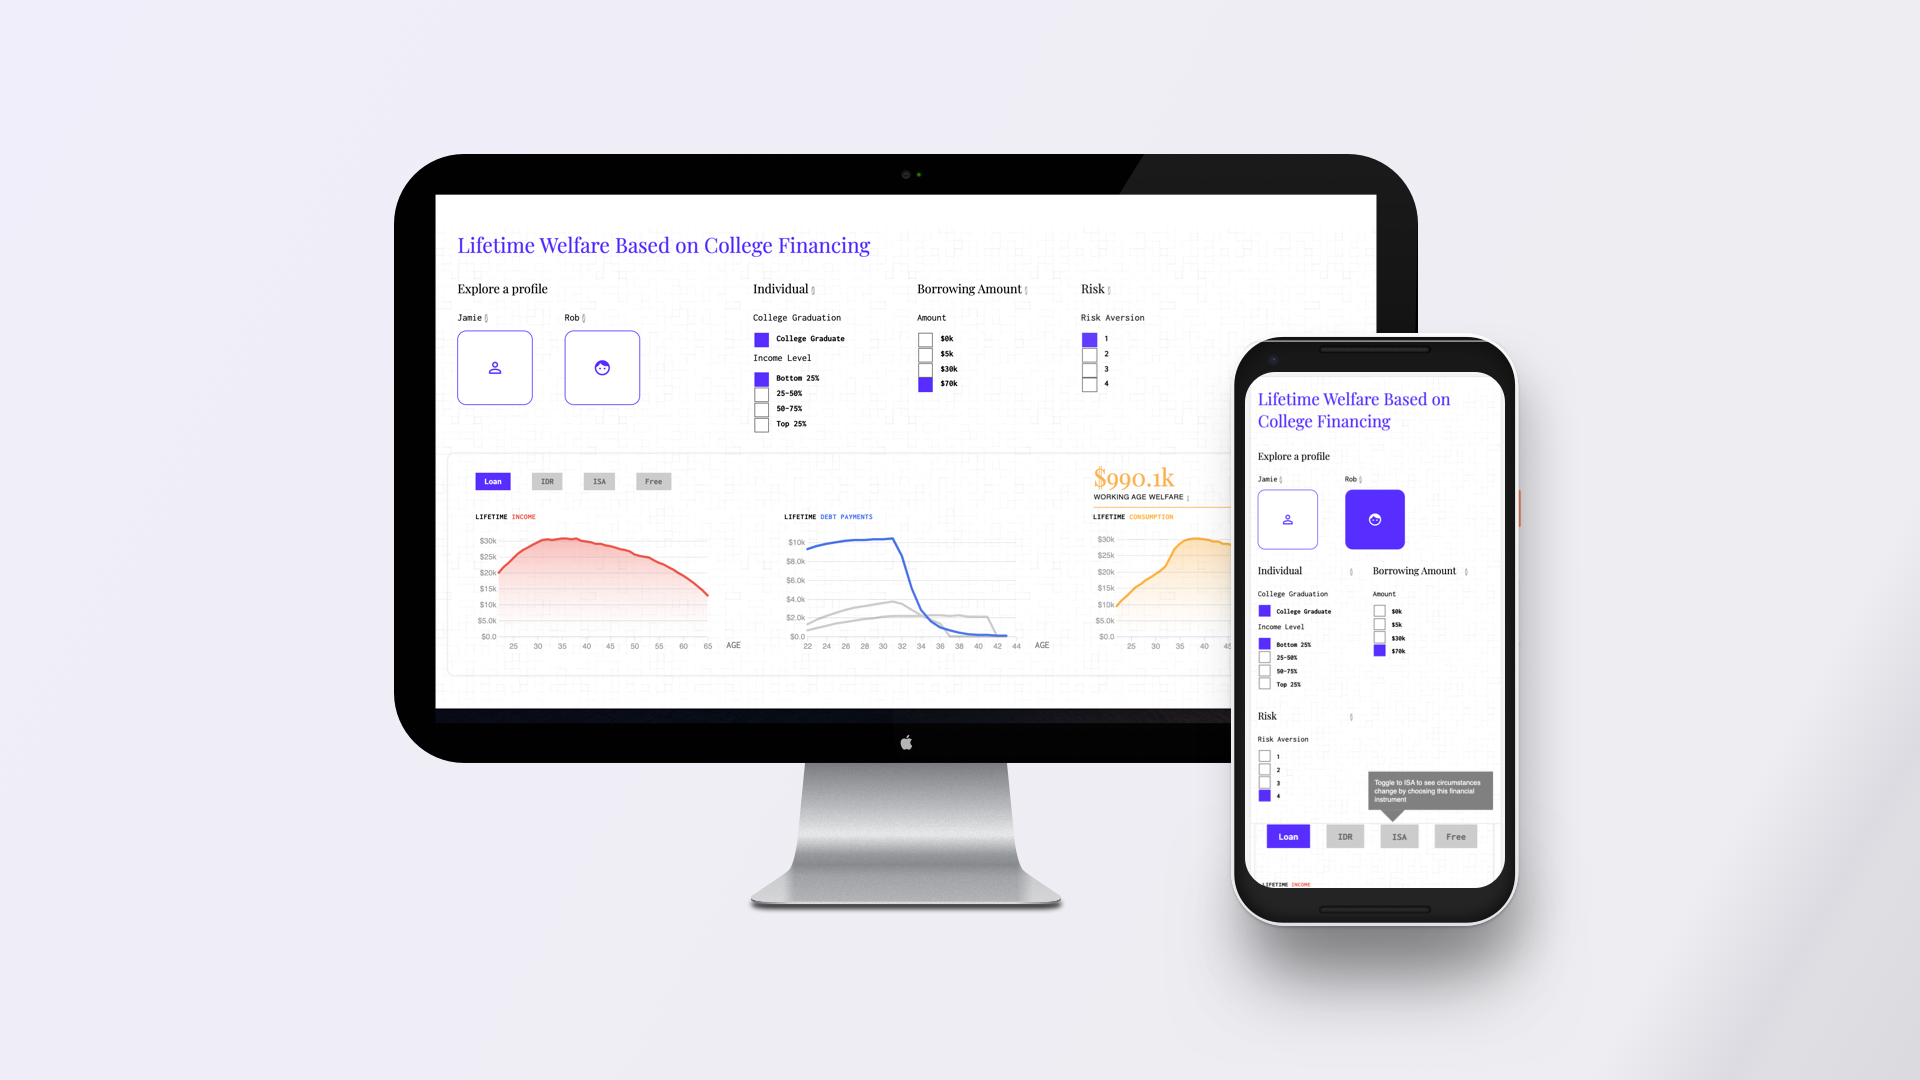 Lifetime Welfare Based on College Financing
Explore a profile
Jamie
Rob
Individual
College Graduation
College Graduate
Income Level
Bottom 25%
25-50%
50-75%
Top 25%
Borrowing Amount
Amount
$0k
$5k
$30k
$70k
Risk
Risk Aversion
1
2
3
4
Loan
IDR
ISA
Free
LIFETIME INCOME
$30k
$25k
$20k
$15k
$10k
$5.0k
$0.0
25 30 35 40 45 50 55 60 65 AGE
LIFETIME DEBT PAYMENTS
$10k
$8.0k
$6.0k
$4.0k
$2.0k
$0.0
22 24 26 28 30 32 34 36 38 40 42 44 AGE
$990.1k
WORKING AGE WELFARE
LIFETIME CONSUMPTION
$30k
$25k
$20k
$15k
$10k
$5.0k
$0.0
25 30 35 40
Lifetime Welfare Based on
College Financing
Explore a profile
Jamie
Rob
Individual
College Graduation
College Graduate
Income Level
Bottom 25%
25-50%
50-75%
Top 25%
Borrowing Amount
Amount
$0k
$5k
$30k
$70k
Risk
Risk Aversion
1
2
3
4
Toggle to ISA to see circumstances
change by choosing this financial
instrument
Loan
IDR
ISA
Free
LIFETIME INCOME